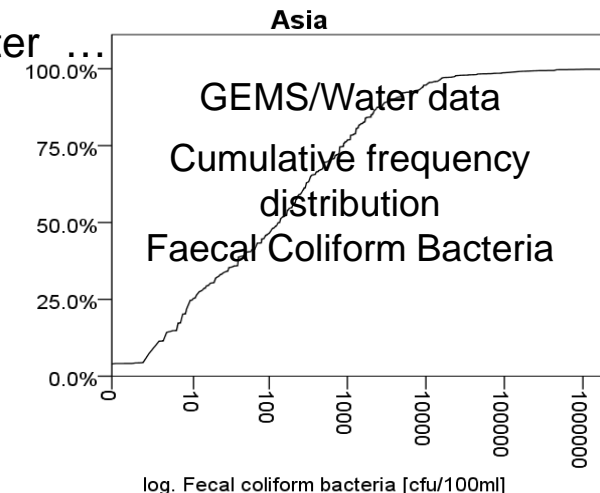 Asia
ter …
100.0%
GEMS/Water data
75.0%
Cumulative frequency
distribution
50.0%
Faecal Coliform Bacteria
25.0%
0.0%
0 10 100 1000 10000 100000 1000000
log. Fecal coliform bacteria [cfu/100ml]